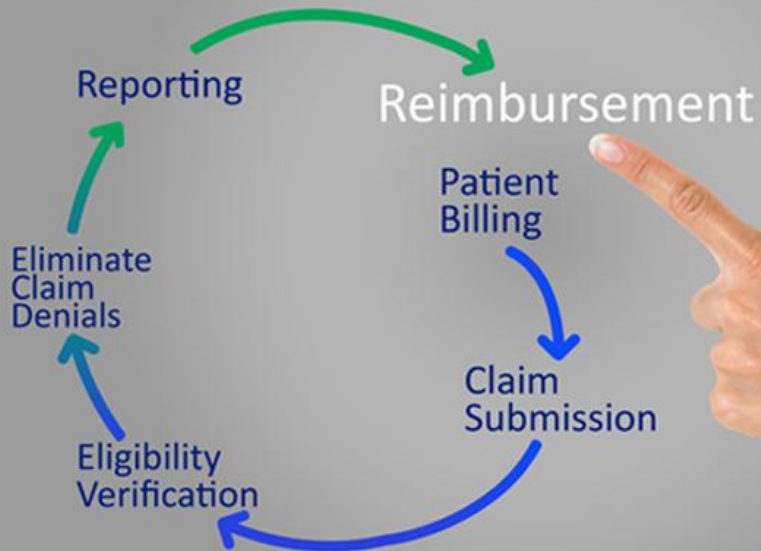 Reporting
Reimbursement
Patient
Billing
Claim
Submission
Eligibility
Verification
Eliminate
Claim
Denials